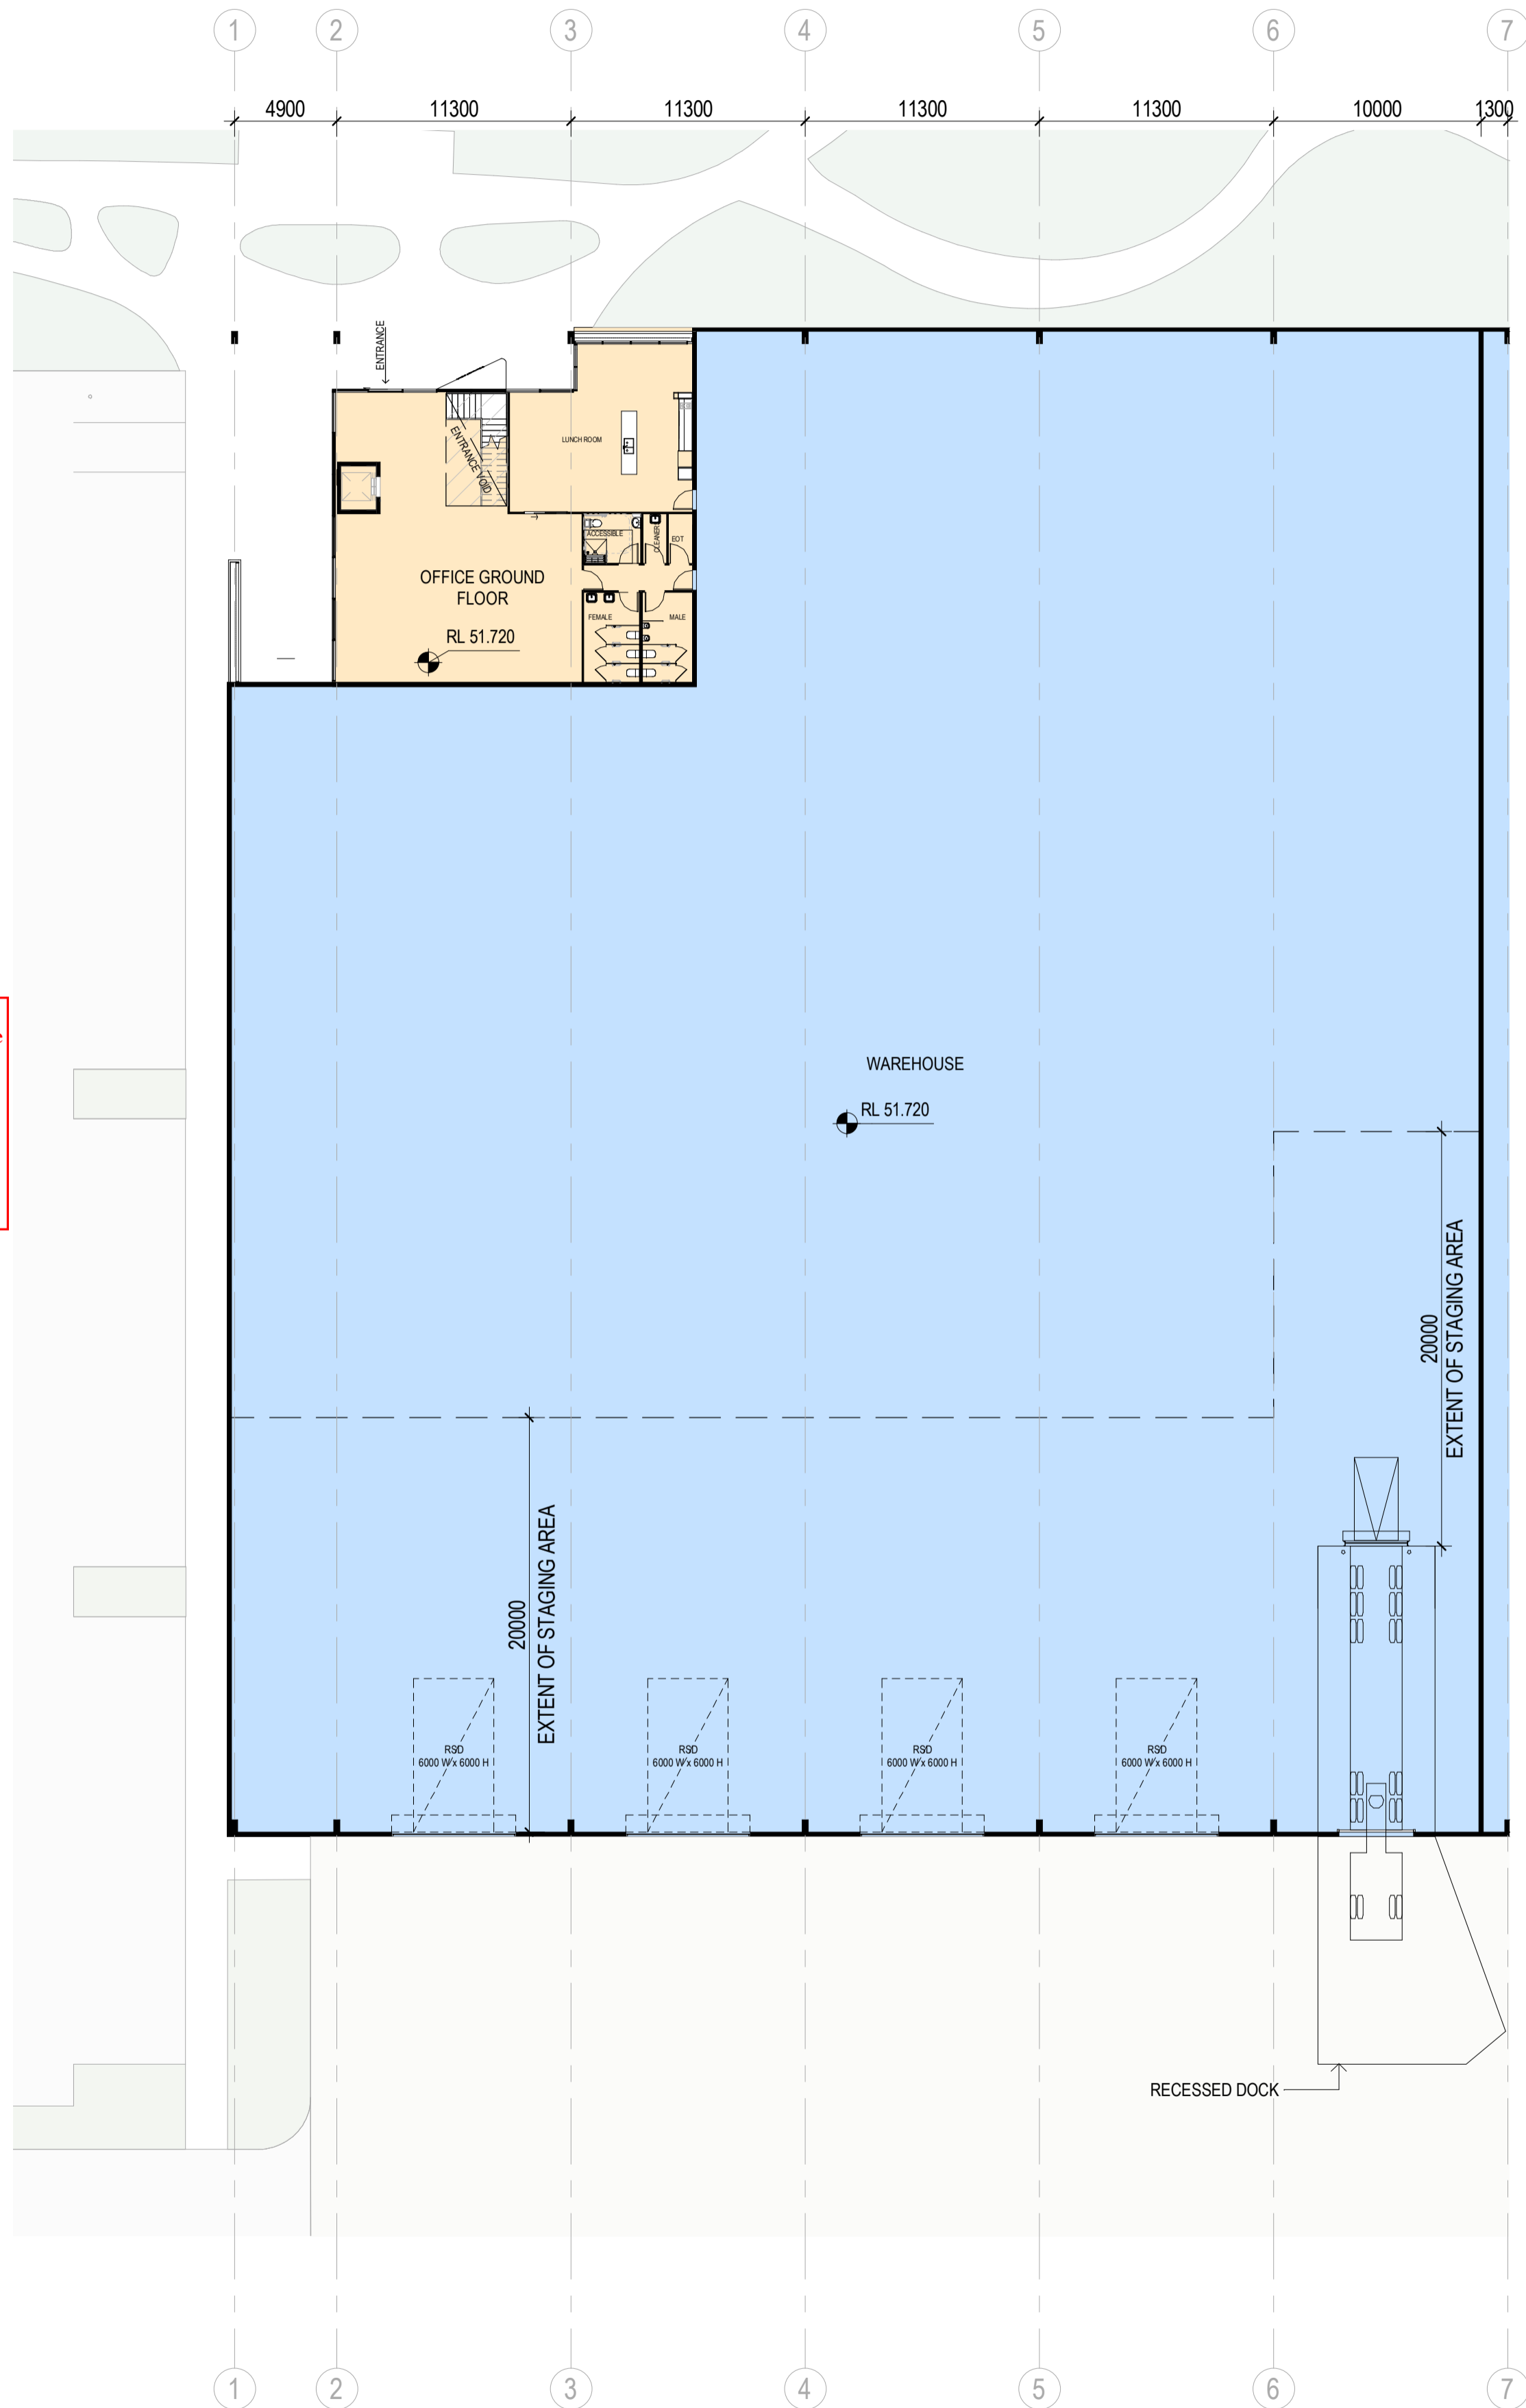 1 2 3 4 5 6 7
4900 11300 11300 11300 11300 10000 1300
ENTRANCE
ENTRANCE VOID
LUNCH ROOM
ACCESSIBLE
CLEANER
EOT
OFFICE GROUND
FLOOR
RL 51.720
FEMALE
MALE
WAREHOUSE
RL 51.720
20000
EXTENT OF STAGING AREA
20000
EXTENT OF STAGING AREA
RSD
6000 W x 6000 H
RSD
6000 W x 6000 H
RSD
6000 W x 6000 H
RSD
6000 W x 6000 H
RECESSED DOCK
1 2 3 4 5 6 7